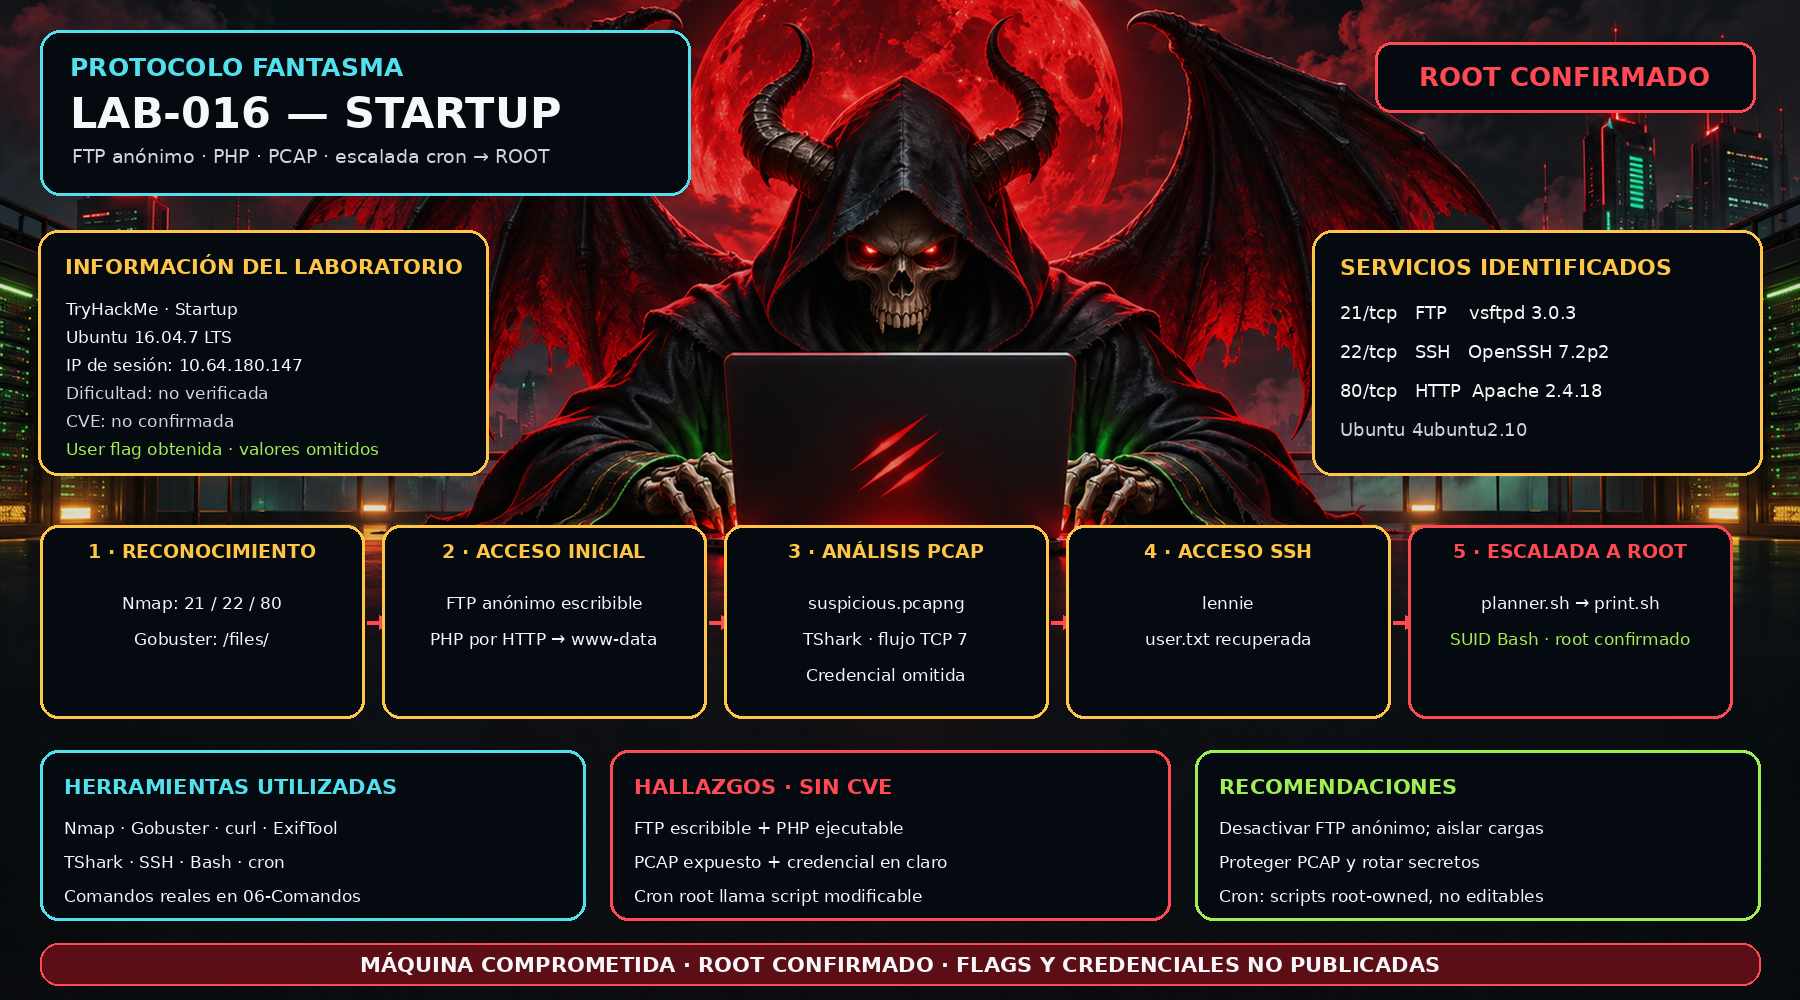 PROTOCOLO FANTASMA
LAB-016 — STARTUP
FTP anónimo · PHP · PCAP · escalada cron → ROOT
ROOT CONFIRMADO
INFORMACIÓN DEL LABORATORIO
TryHackMe · Startup
Ubuntu 16.04.7 LTS
IP de sesión: 10.64.180.147
Dificultad: no verificada
CVE: no confirmada
User flag obtenida · valores omitidos
SERVICIOS IDENTIFICADOS
21/tcp FTP vsftpd 3.0.3
22/tcp SSH OpenSSH 7.2p2
80/tcp HTTP Apache 2.4.18
Ubuntu 4ubuntu2.10
1 · RECONOCIMIENTO
Nmap: 21 / 22 / 80
Gobuster: /files/
2 · ACCESO INICIAL
FTP anónimo escribible
PHP por HTTP → www-data
3 · ANÁLISIS PCAP
suspicious.pcapng
TShark · flujo TCP 7
Credencial omitida
4 · ACCESO SSH
lennie
user.txt recuperada
5 · ESCALADA A ROOT
planner.sh → print.sh
SUID Bash · root confirmado
HERRAMIENTAS UTILIZADAS
Nmap · Gobuster · curl · ExifTool
TShark · SSH · Bash · cron
Comandos reales en 06-Comandos
HALLAZGOS · SIN CVE
FTP escribible + PHP ejecutable
PCAP expuesto + credencial en claro
Cron root llama script modificable
RECOMENDACIONES
Desactivar FTP anónimo; aislar cargas
Proteger PCAP y rotar secretos
Cron: scripts root-owned, no editables
MÁQUINA COMPROMETIDA · ROOT CONFIRMADO · FLAGS Y CREDENCIALES NO PUBLICADAS